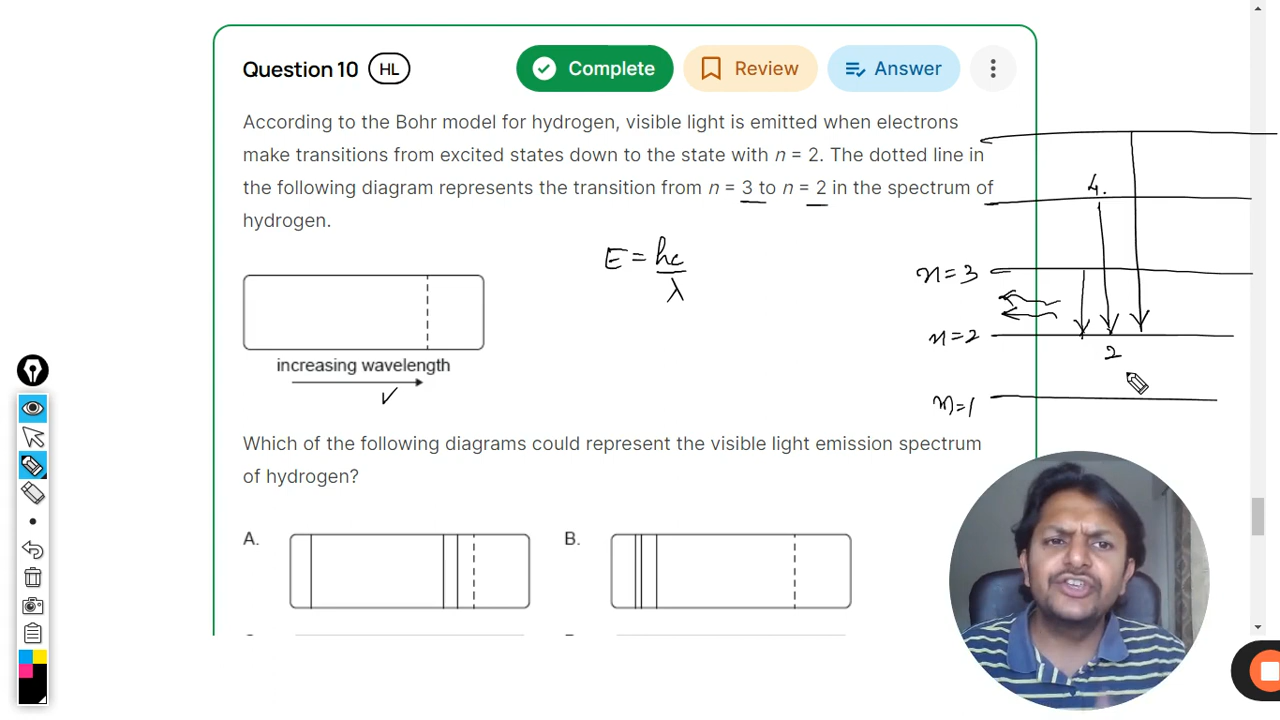 Question 10 HL Complete Review Answer
According to the Bohr model for hydrogen, visible light is emitted when electrons
make transitions from excited states down to the state with n = 2. The dotted line in
the following diagram represents the transition from n = 3 to n = 2 in the spectrum of
hydrogen.
4.
E = hc/λ
n=3
n=2
2
increasing wavelength
n=1
Which of the following diagrams could represent the visible light emission spectrum
of hydrogen?
A. B.